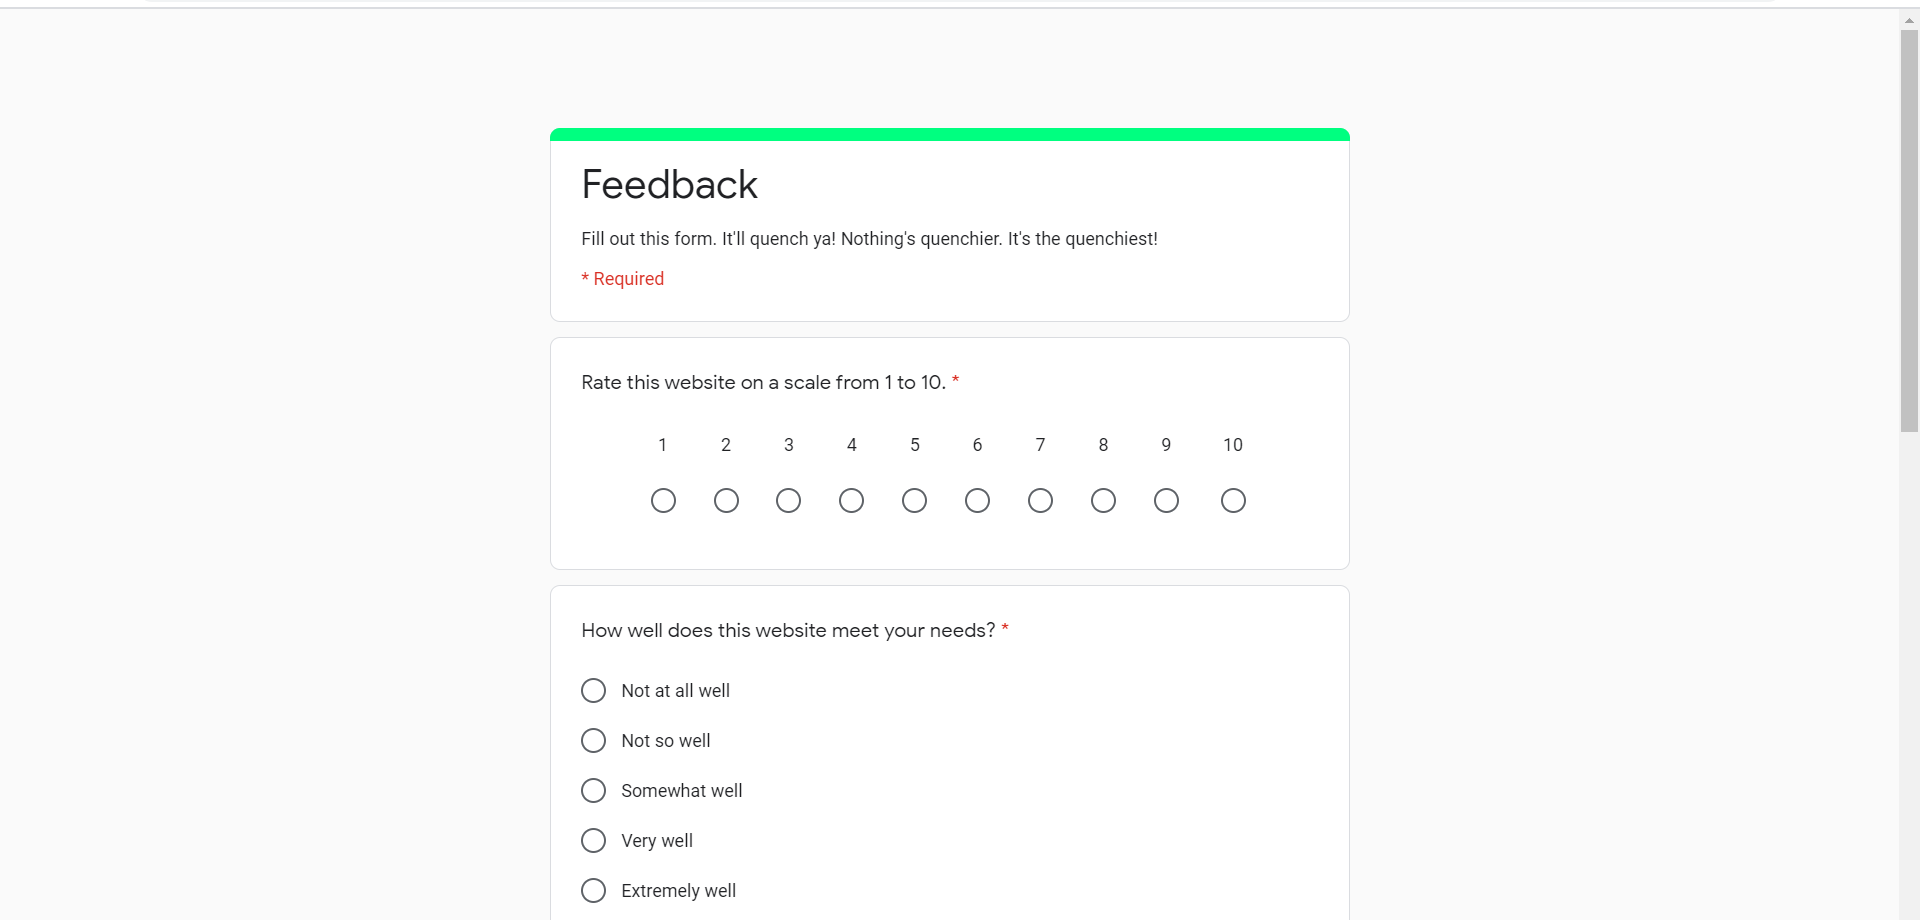 Feedback
Fill out this form. It'll quench ya! Nothing's quenchier. It's the quenchiest!
* Required
Rate this website on a scale from 1 to 10. *
1 2 3 4 5 6 7 8 9 10
How well does this website meet your needs? *
Not at all well
Not so well
Somewhat well
Very well
Extremely well